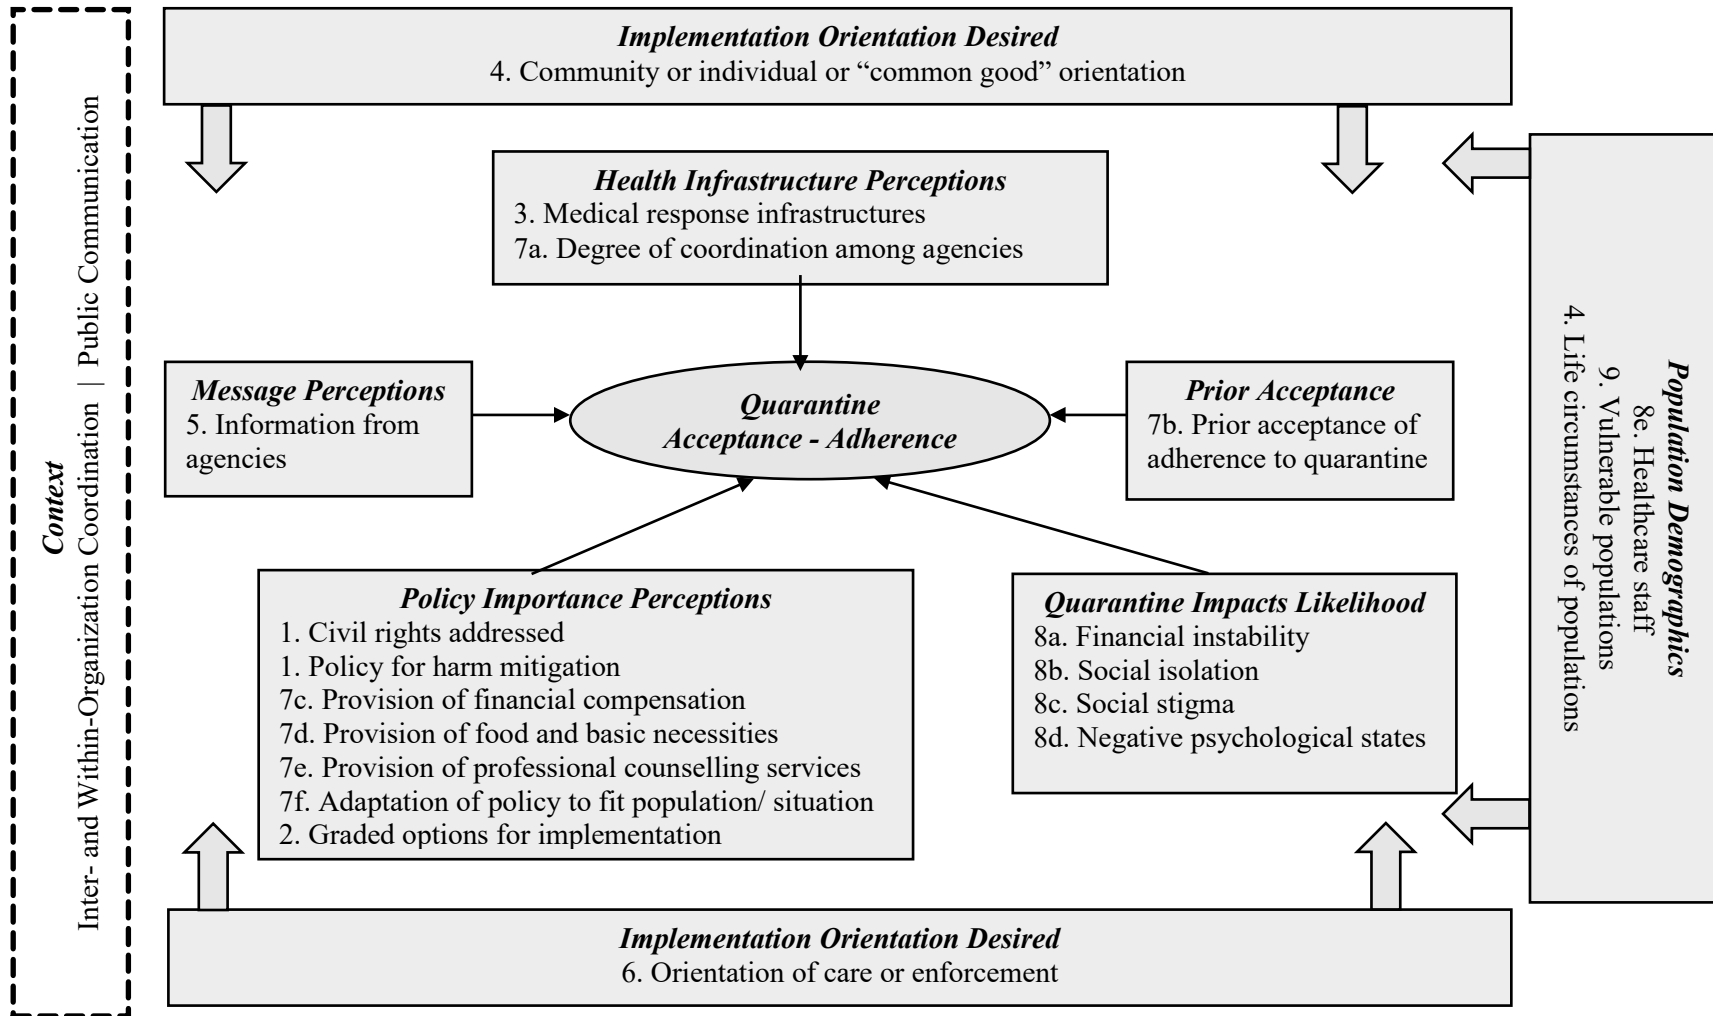 Implementation Orientation Desired
4. Community or individual or “common good” orientation
Context
Inter- and Within-Organization Coordination | Public Communication
Health Infrastructure Perceptions
3. Medical response infrastructures
7a. Degree of coordination among agencies
Message Perceptions
5. Information from
agencies
Quarantine
Acceptance - Adherence
Prior Acceptance
7b. Prior acceptance of
adherence to quarantine
Population Demographics
8e. Healthcare staff
9. Vulnerable populations
4. Life circumstances of populations
Policy Importance Perceptions
1. Civil rights addressed
1. Policy for harm mitigation
7c. Provision of financial compensation
7d. Provision of food and basic necessities
7e. Provision of professional counselling services
7f. Adaptation of policy to fit population/ situation
2. Graded options for implementation
Quarantine Impacts Likelihood
8a. Financial instability
8b. Social isolation
8c. Social stigma
8d. Negative psychological states
Implementation Orientation Desired
6. Orientation of care or enforcement